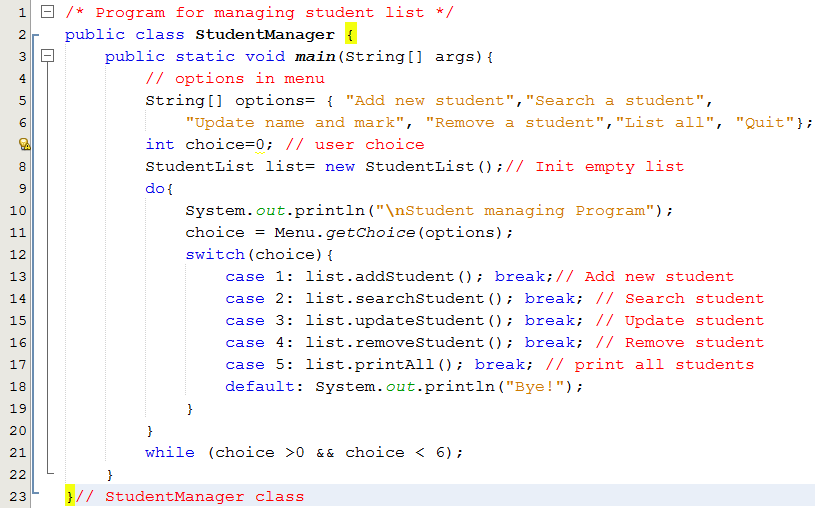 1 /* Program for managing student list */
2 public class StudentManager {
3 public static void main(String[] args){
4 // options in menu
5 String[] options= { "Add new student","Search a student",
6 "Update name and mark", "Remove a student","List all", "Quit"};
int choice=0; // user choice
8 StudentList list= new StudentList();// Init empty list
9 do{
10 System.out.println("\nStudent managing Program");
11 choice = Menu.getChoice(options);
12 switch(choice){
13 case 1: list.addStudent(); break;// Add new student
14 case 2: list.searchStudent(); break; // Search student
15 case 3: list.updateStudent(); break; // Update student
16 case 4: list.removeStudent(); break; // Remove student
17 case 5: list.printAll(); break; // print all students
18 default: System.out.println("Bye!");
19 }
20 }
21 while (choice >0 && choice < 6);
22 }
23 }// StudentManager class